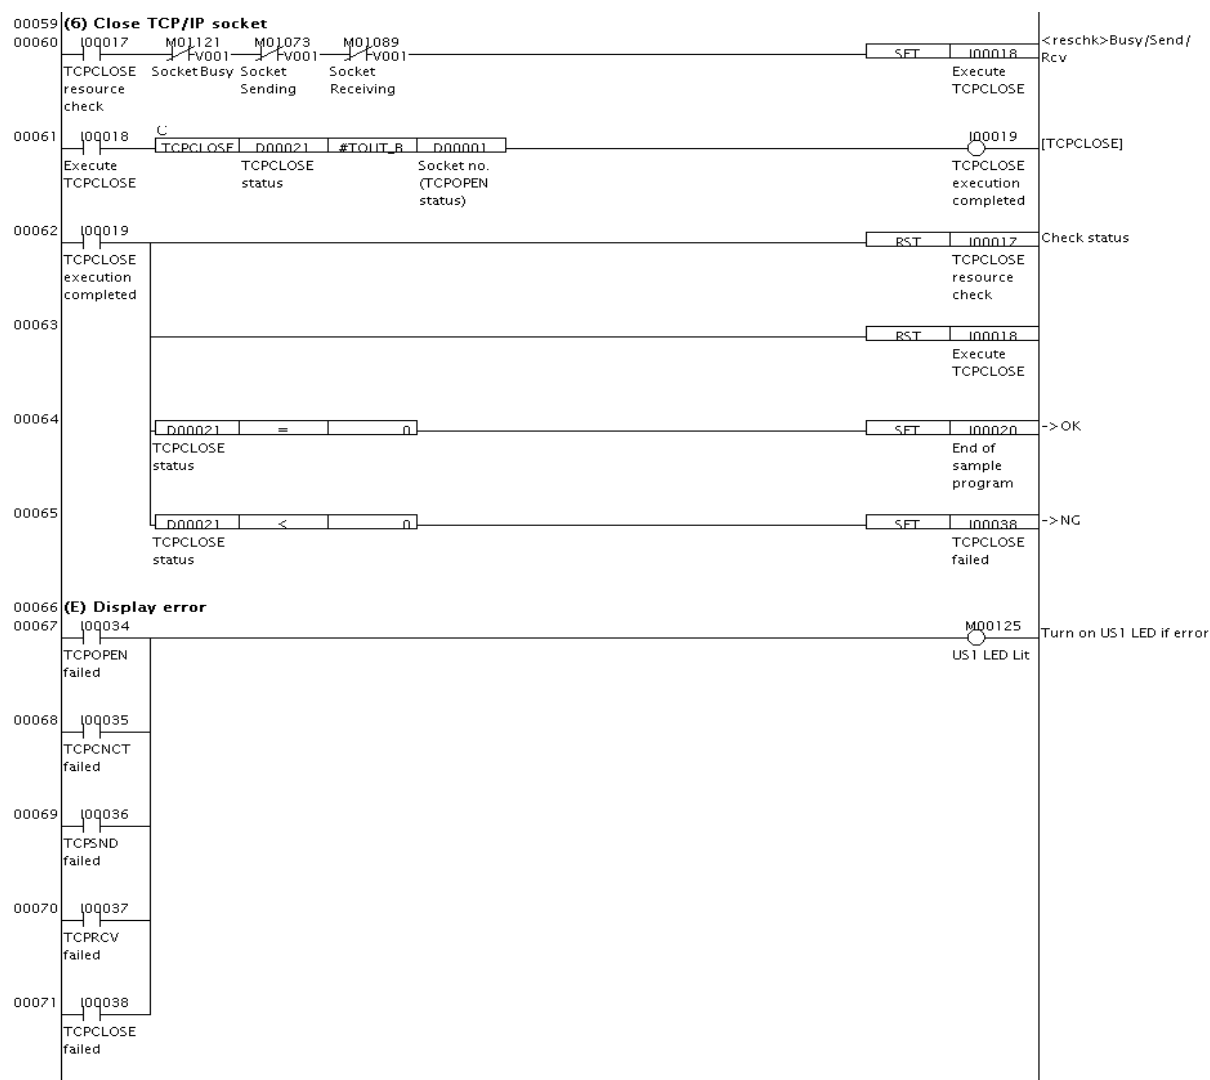 00059 (6) Close TCP/IP socket
00060 I00017 M01121 M01073 M01089
V001 V001 V001 SET I00018 <reschk>Busy/Send/
Rcv
TCPCLOSE Socket Busy Socket Socket Execute
resource Sending Receiving TCPCLOSE
check
00061 I00018 C I00019 [TCPCLOSE]
TCPCLOSE D00021 #TOUT_B D00001
Execute TCPCLOSE Socket no. TCPCLOSE
TCPCLOSE status (TCPOPEN execution
status) completed
00062 I00019 RST I00017 Check status
TCPCLOSE TCPCLOSE
execution resource
completed check
00063 RST I00018
Execute
TCPCLOSE
00064 D00021 = 0 SET I00020 ->OK
TCPCLOSE End of
status sample
program
00065 D00021 < 0 SET I00038 ->NG
TCPCLOSE TCPCLOSE
status failed
00066 (E) Display error
00067 I00034 M00125 Turn on US1 LED if error
TCPOPEN US1 LED Lit
failed
00068 I00035
TCPCNCT
failed
00069 I00036
TCPSND
failed
00070 I00037
TCPRCV
failed
00071 I00038
TCPCLOSE
failed